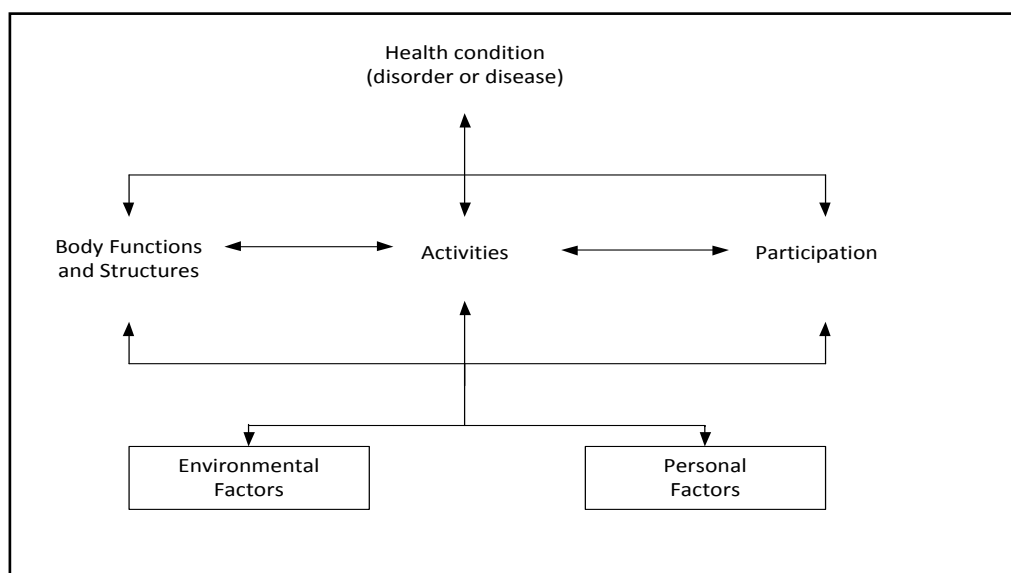 Health condition
(disorder or disease)
Body Functions
and Structures
Activities
Participation
Environmental
Factors
Personal
Factors